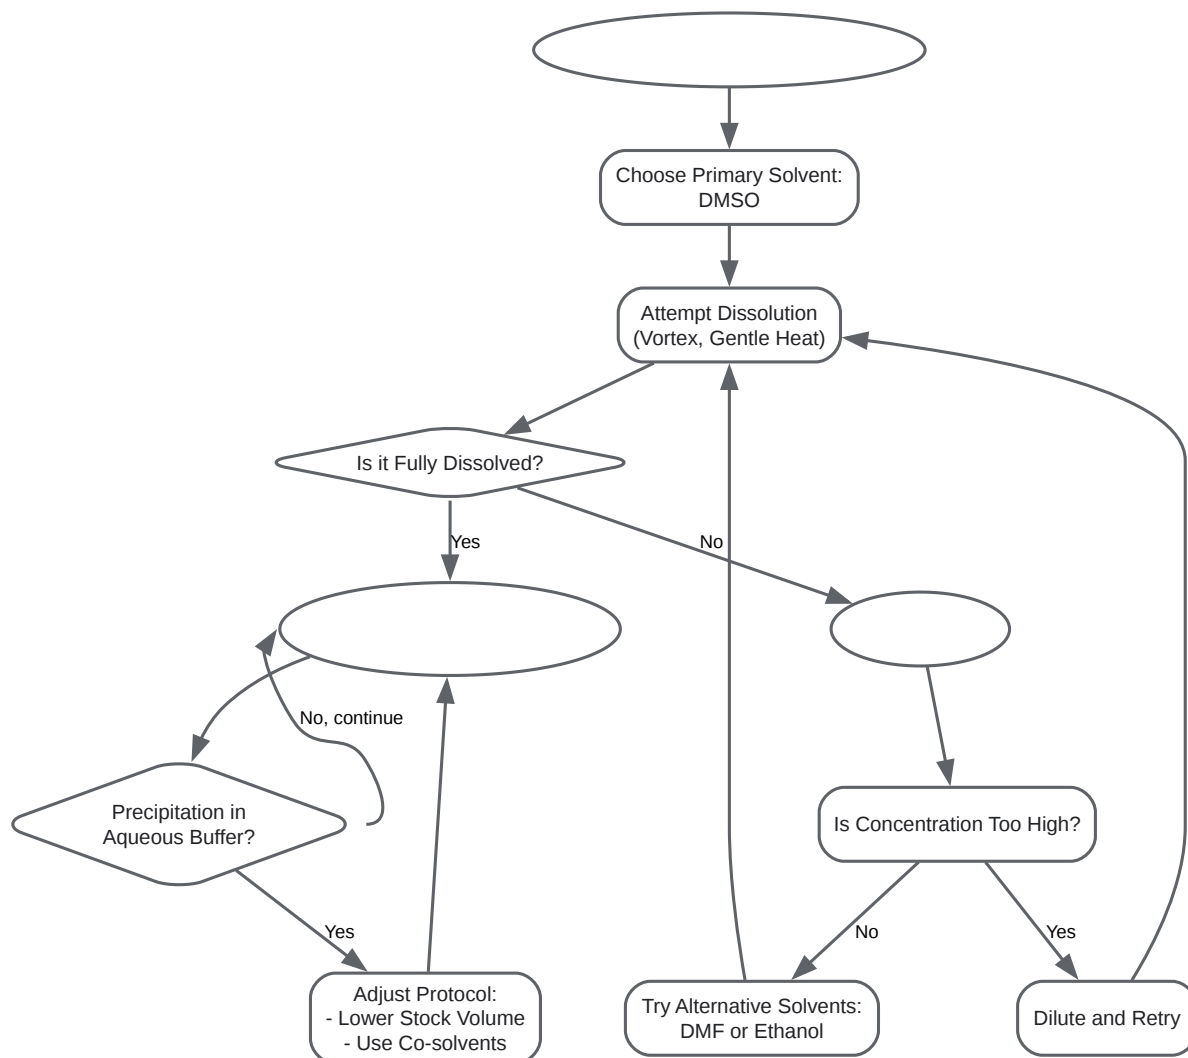 Choose Primary Solvent:
DMSO
Attempt Dissolution
(Vortex, Gentle Heat)
Is it Fully Dissolved?
Yes
No
No, continue
Precipitation in
Aqueous Buffer?
Is Concentration Too High?
Yes
No
Yes
Adjust Protocol:
- Lower Stock Volume
- Use Co-solvents
Try Alternative Solvents:
DMF or Ethanol
Dilute and Retry